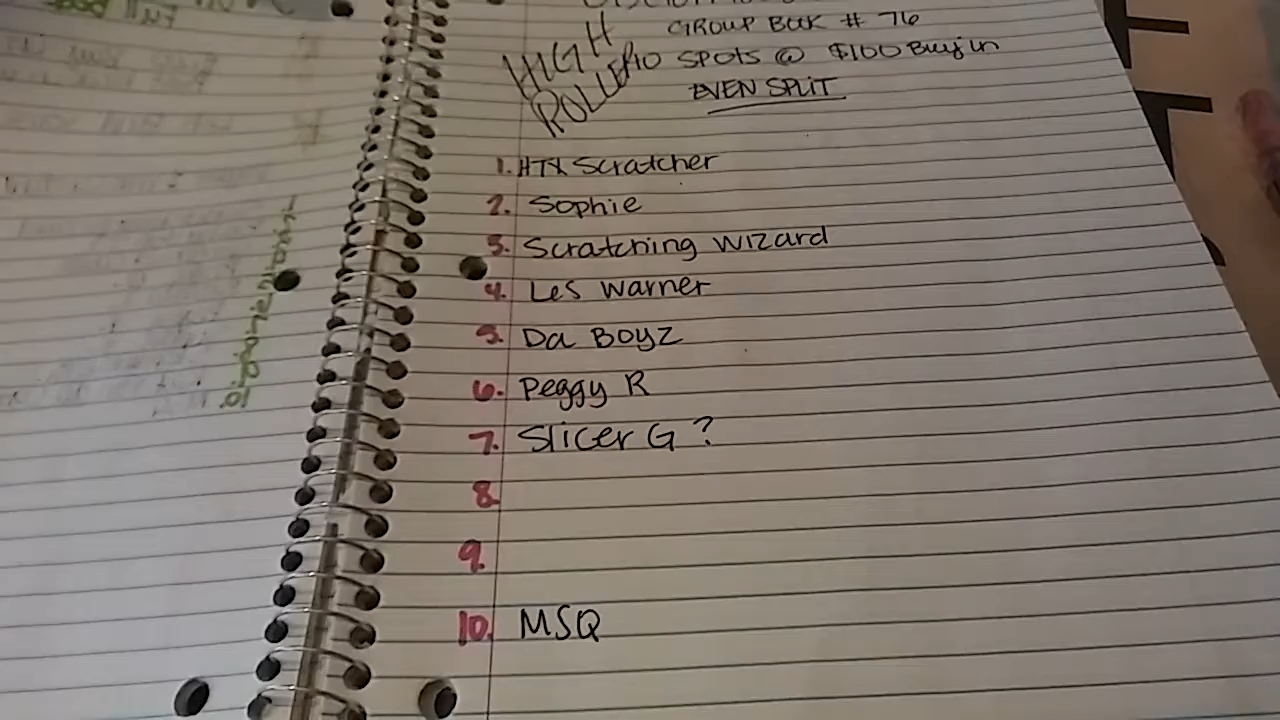 GROUP BOOK # 76
HIGH ROLLER
10 SPOTS @ $100 Buy in
EVEN SPLIT
1. HTX Scratcher
2. Sophie
3. Scratching Wizard
4. Les Warner
5. Da Boyz
6. Peggy R
7. Slicer G ?
8.
9.
10. MSQ